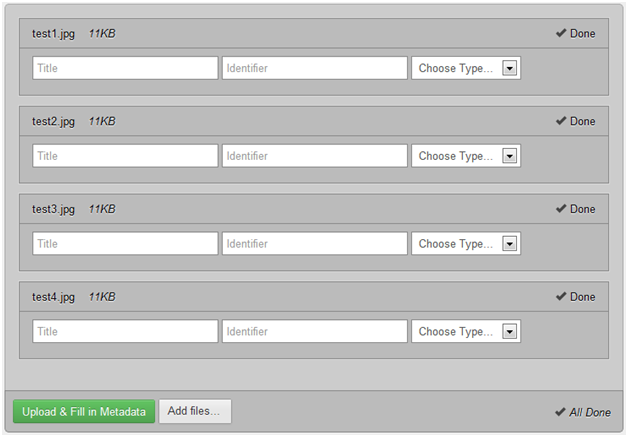 test1.jpg 11KB Done
Title Identifier Choose Type...
test2.jpg 11KB Done
Title Identifier Choose Type...
test3.jpg 11KB Done
Title Identifier Choose Type...
test4.jpg 11KB Done
Title Identifier Choose Type...
Upload & Fill in Metadata Add files... All Done